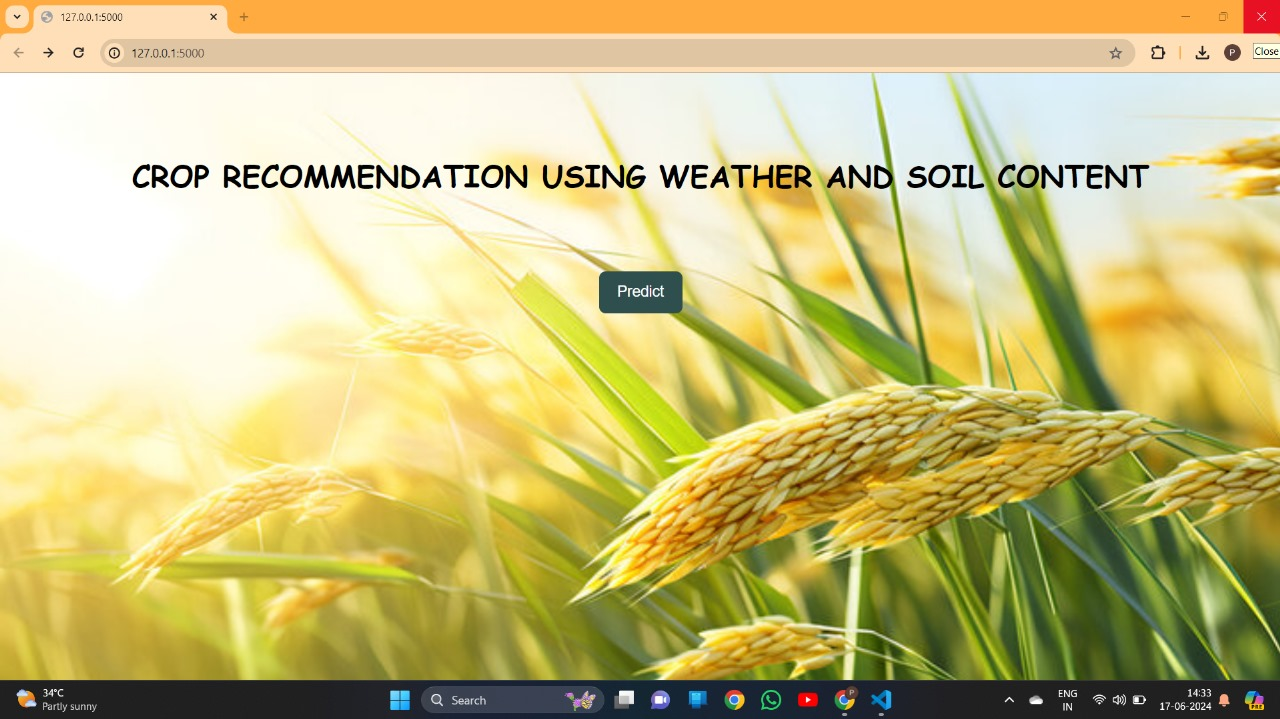 127.0.0.1:5000
127.0.0.1:5000
P
Close
CROP RECOMMENDATION USING WEATHER AND SOIL CONTENT
Predict
34°C
Partly sunny
Search
P
ENG
IN
14:33
17-06-2024
PRE